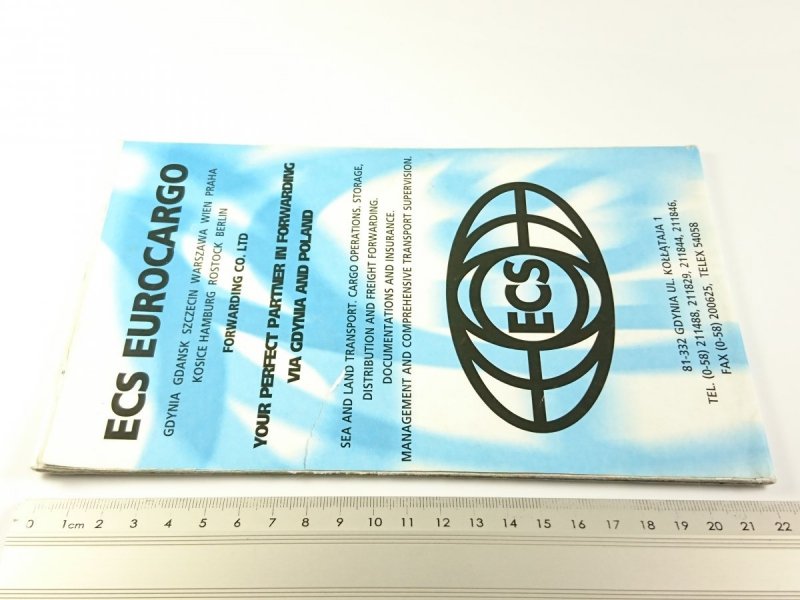 ECS EUROCARGO
GDYNIA GDAŃSK SZCZECIN WARSZAWA WIEN PRAHA
KOSICE HAMBURG ROSTOCK BERLIN
FORWARDING CO. LTD
YOUR PERFECT PARTNER IN FORWARDING
VIA GDYNIA AND POLAND
SEA AND LAND TRANSPORT. CARGO OPERATIONS. STORAGE,
DISTRIBUTION AND FREIGHT FORWARDING.
DOCUMENTATIONS AND INSURANCE.
MANAGEMENT AND COMPREHENSIVE TRANSPORT SUPERVISION.
ECS
81-332 GDYNIA UL. KOŁŁĄTAJA 1
TEL. (0-58) 211488, 211829, 211844, 211846,
FAX (0-58) 200625, TELEX 54058
0 1cm 2 3 4 5 6 7 8 9 10 11 12 13 14 15 16 17 18 19 20 21 22